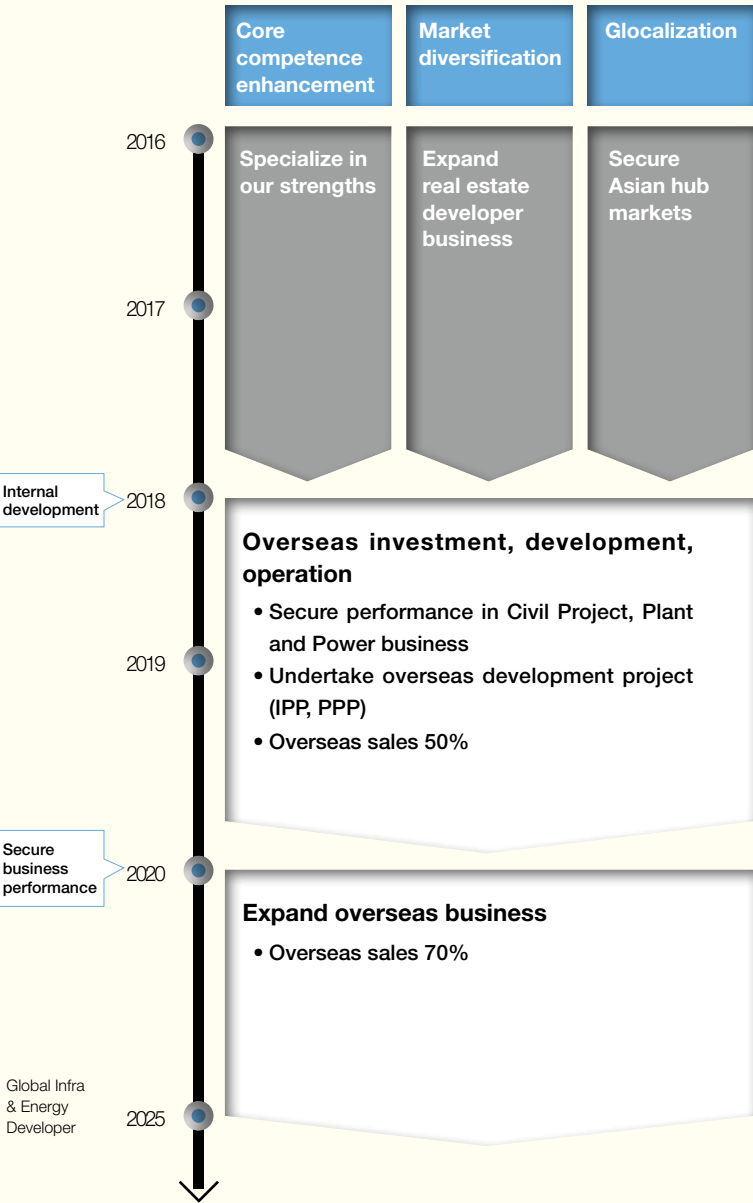 Core
competence
enhancement
Market
diversification
Glocalization
2016
Specialize in
our strengths
Expand
real estate
developer
business
Secure
Asian hub
markets
2017
Internal
development
2018
Overseas investment, development,
operation
• Secure performance in Civil Project, Plant
and Power business
• Undertake overseas development project
(IPP, PPP)
• Overseas sales 50%
2019
Secure
business
performance
2020
Expand overseas business
• Overseas sales 70%
Global Infra
& Energy
Developer
2025